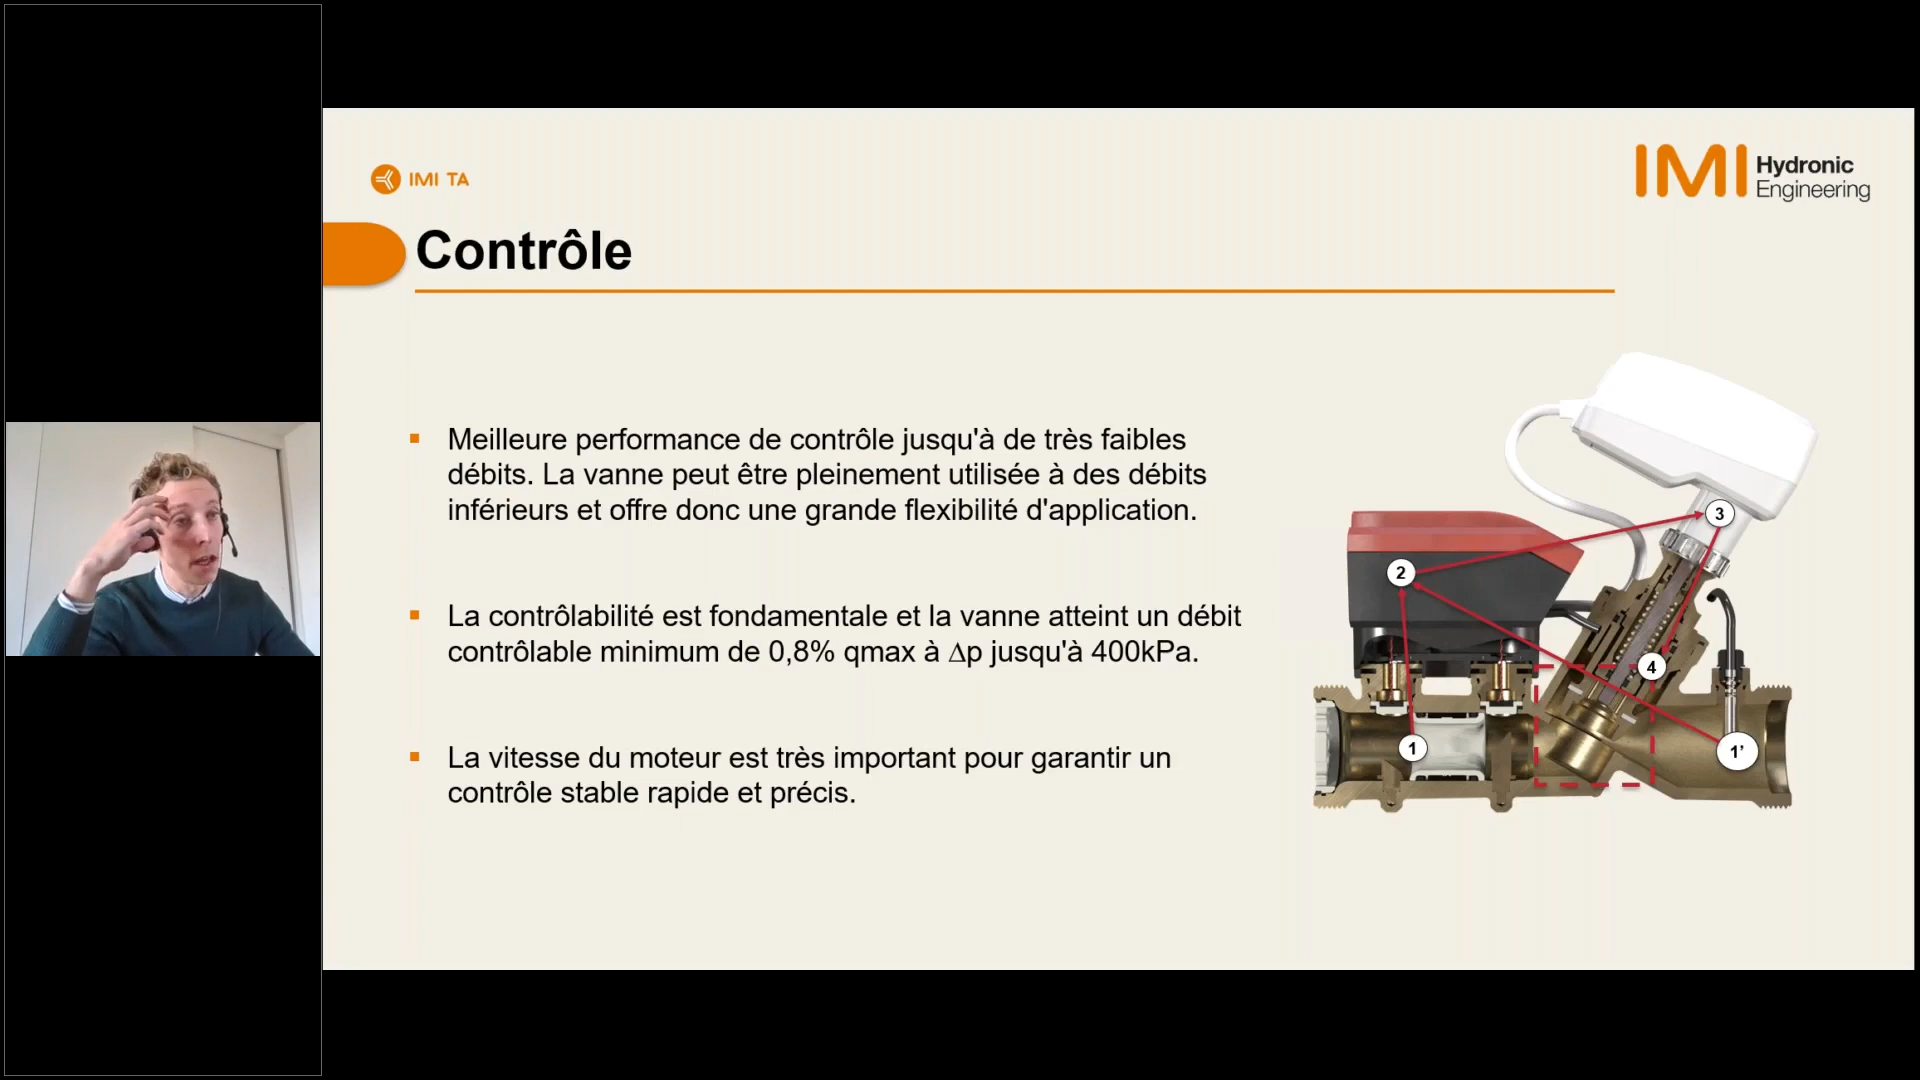 IMI TA
IMI Hydronic
Engineering
Contrôle
Meilleure performance de contrôle jusqu'à de très faibles
débits. La vanne peut être pleinement utilisée à des débits
inférieurs et offre donc une grande flexibilité d'application.
La contrôlabilité est fondamentale et la vanne atteint un débit
contrôlable minimum de 0,8% qmax à Δp jusqu'à 400kPa.
La vitesse du moteur est très important pour garantir un
contrôle stable rapide et précis.
3
2
4
1
1’